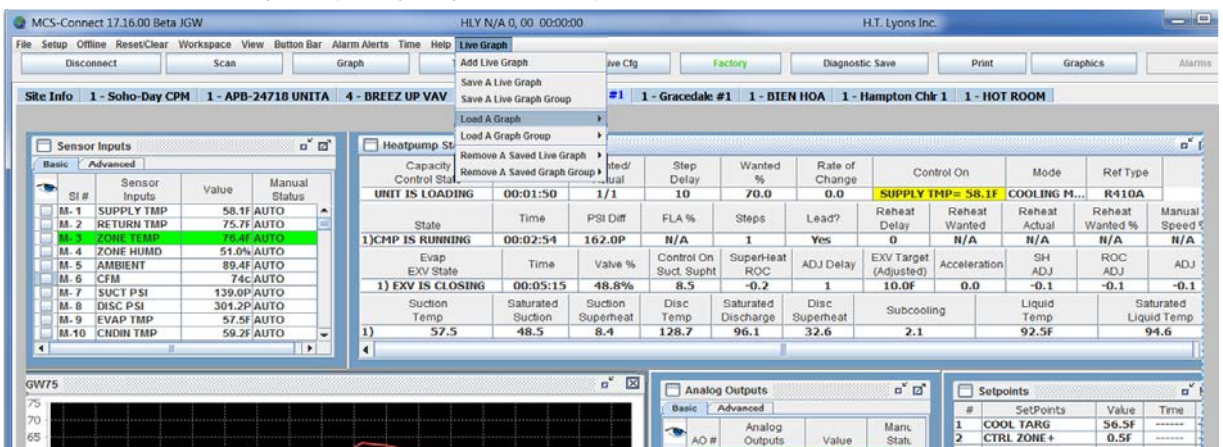 MCS-Connect 17.16.00 Beta JGW HLY N/A 0, 00 00:00:00 H.T. Lyons Inc.
File Setup Offline Reset/Clear Workspace View Button Bar Alarm Alerts Time Help Live Graph
Disconnect Scan Graph Live Cfg Factory Diagnostic Save Print Graphics Alarms
Add Live Graph
Save A Live Graph
Save A Live Graph Group
Load A Graph
Load A Graph Group
Remove A Saved Live Graph
Remove A Saved Graph Group
Site Info 1 - Soho-Day CPM 1 - APB-24718 UNITA 4 - BREEZ UP VAV #1 1 - Gracedale #1 1 - BIEN HOA 1 - Hampton Chlr 1 1 - HOT ROOM
Sensor Inputs
Basic Advanced
SI # Sensor Inputs Value Manual Status
M- 1 SUPPLY TMP 58.1F AUTO
M- 2 RETURN TMP 75.7F AUTO
M- 3 ZONE TEMP 76.4F AUTO
M- 4 ZONE HUMD 51.0% AUTO
M- 5 AMBIENT 89.4F AUTO
M- 6 CFM 74c AUTO
M- 7 SUCT PSI 139.0P AUTO
M- 8 DISC PSI 301.2P AUTO
M- 9 EVAP TMP 57.5F AUTO
M-10 CNDIN TMP 59.2F AUTO
Heatpump
Capacity Control Step Delay Wanted % Rate of Change Control On Mode Ref Type
UNIT IS LOADING 00:01:50 1/1 10 70.0 0.0 SUPPLY TMP= 58.1F COOLING M... R410A
State Time PSI Diff FLA % Steps Lead? Reheat Delay Reheat Wanted Reheat Actual Reheat Wanted % Manual Speed
1)CMP IS RUNNING 00:02:54 162.0P N/A 1 Yes 0 N/A N/A N/A N/A
Evap EXV State Time Valve % Control On Suct. Supht SuperHeat ROC ADJ Delay EXV Target (Adjusted) Acceleration SH ADJ ROC ADJ ADJ
1) EXV IS CLOSING 00:05:15 48.8% 8.5 -0.2 1 10.0F 0.0 -0.1 -0.1 -0.1
Suction Temp Saturated Suction Suction Superheat Disc Temp Saturated Discharge Disc Superheat Subcooling Liquid Temp Saturated Liquid Temp
1) 57.5 48.5 8.4 128.7 96.1 32.6 2.1 92.5F 94.6
GW75
75
70
65
Analog Outputs
Basic Advanced
AO # Analog Outputs Value
Setpoints
# SetPoints Value Time
1 COOL TARG 56.5F ------
2 CTRL ZONE+ 0.5F ------